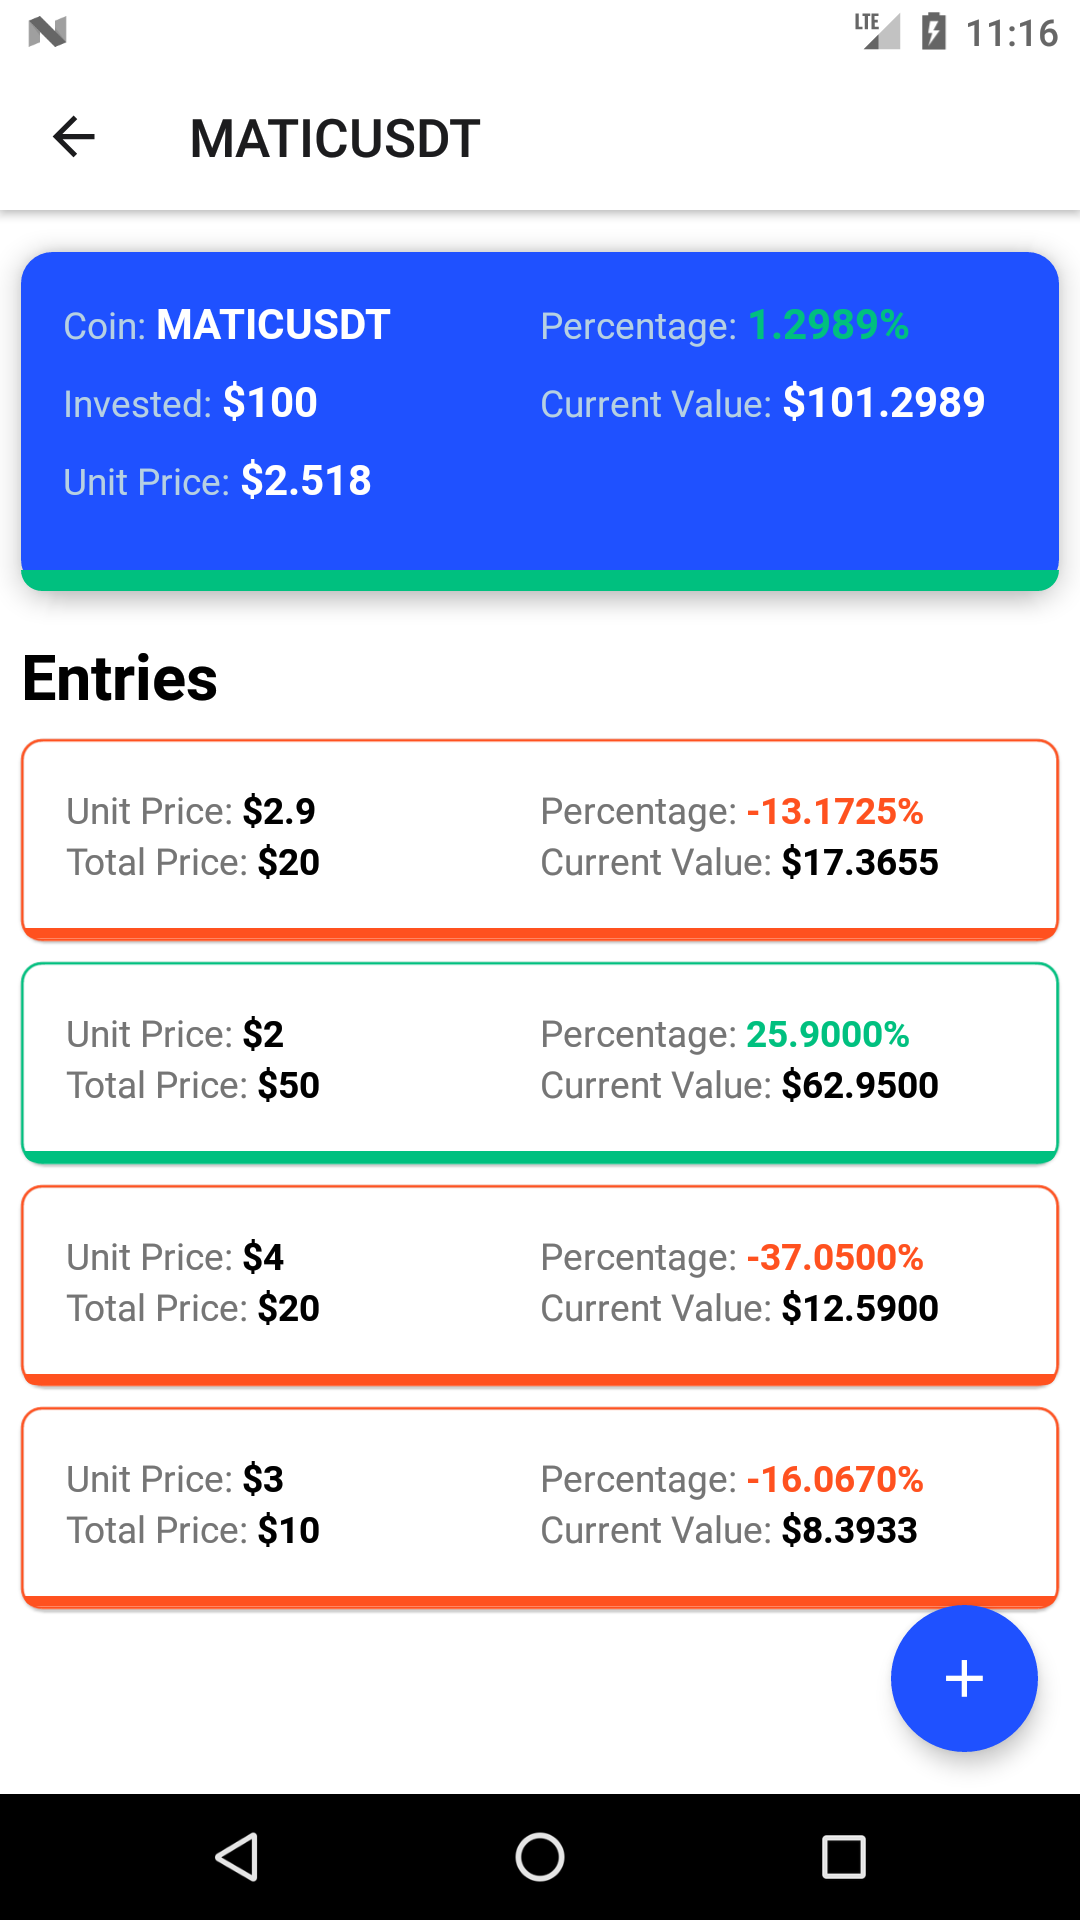 LTE 11:16
MATICUSDT
Coin: MATICUSDT Percentage: 1.2989%
Invested: $100 Current Value: $101.2989
Unit Price: $2.518
Entries
Unit Price: $2.9 Percentage: -13.1725%
Total Price: $20 Current Value: $17.3655
Unit Price: $2 Percentage: 25.9000%
Total Price: $50 Current Value: $62.9500
Unit Price: $4 Percentage: -37.0500%
Total Price: $20 Current Value: $12.5900
Unit Price: $3 Percentage: -16.0670%
Total Price: $10 Current Value: $8.3933